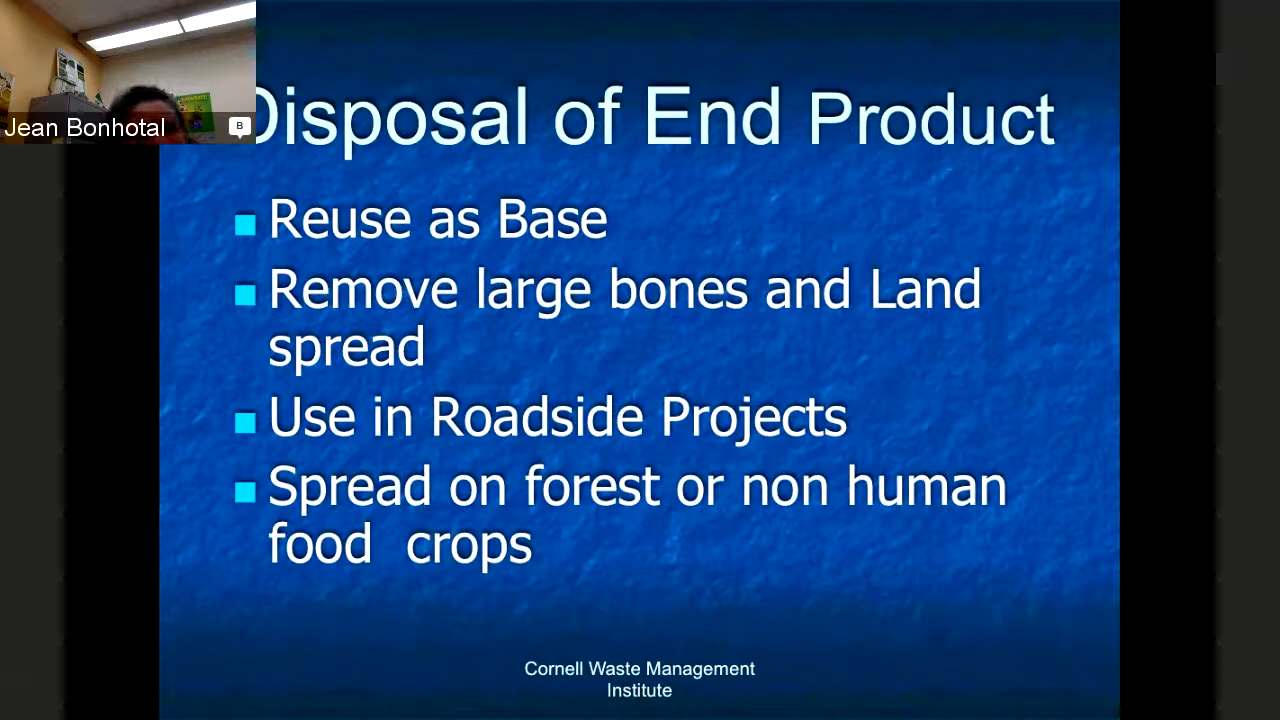 Jean Bonhotal
B
Disposal of End Product
Reuse as Base
Remove large bones and Land
spread
Use in Roadside Projects
Spread on forest or non human
food  crops
Cornell Waste Management
Institute